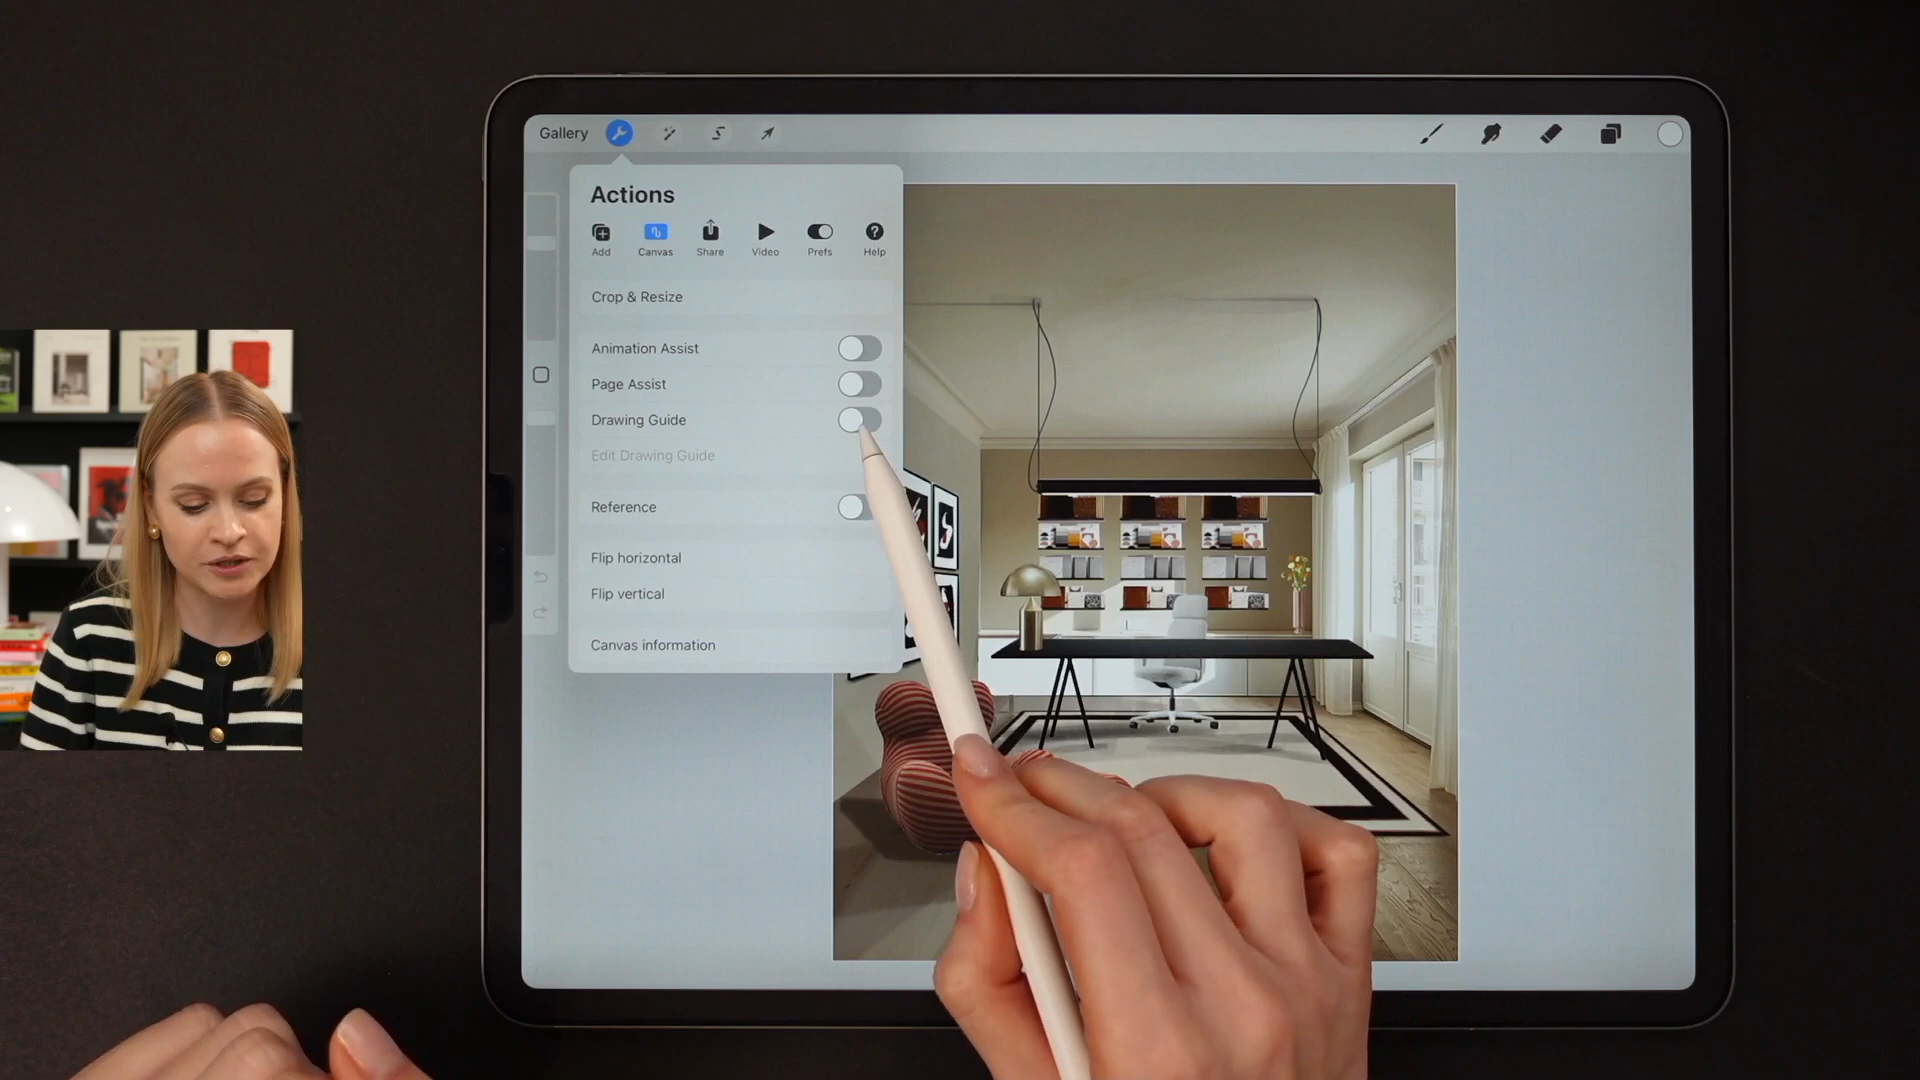 Gallery
Actions
Add Canvas Share Video Prefs Help
Crop & Resize
Animation Assist
Page Assist
Drawing Guide
Edit Drawing Guide
Reference
Flip horizontal
Flip vertical
Canvas information